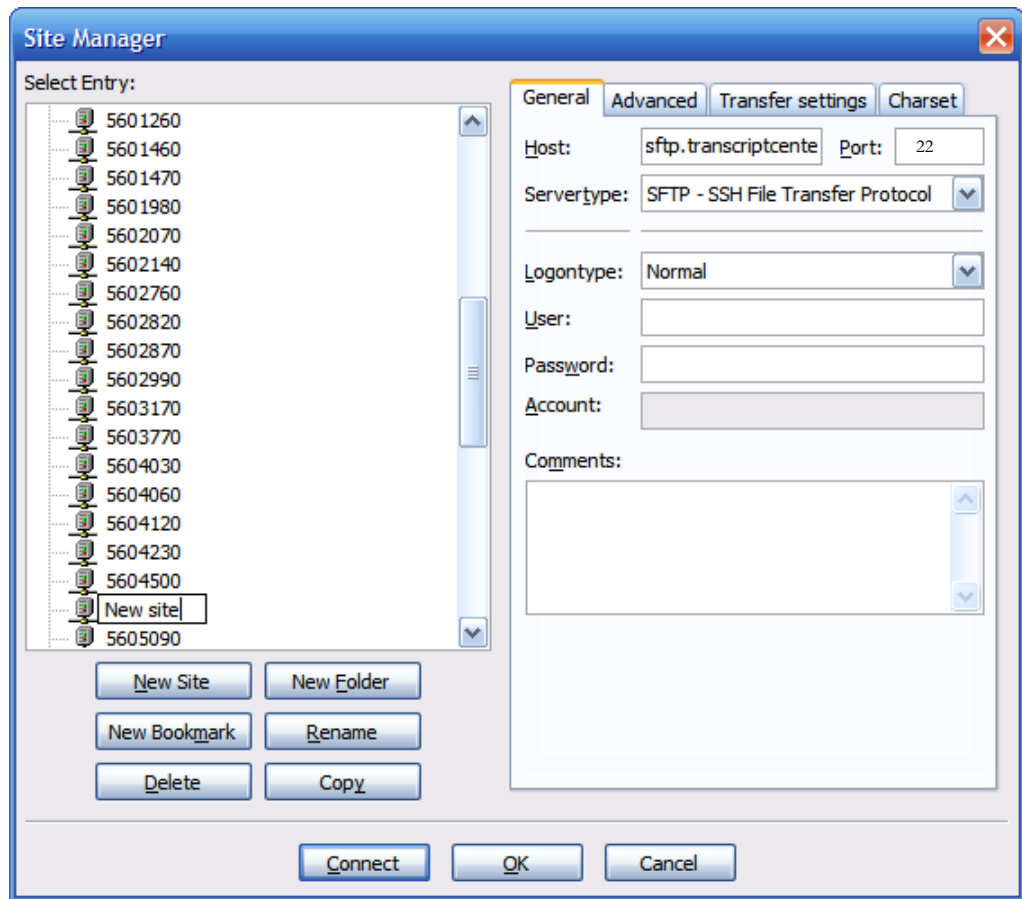 Site Manager
Select Entry:
5601260
5601460
5601470
5601980
5602070
5602140
5602760
5602820
5602870
5602990
5603170
5603770
5604030
5604060
5604120
5604230
5604500
New site
5605090
New Site
New Folder
New Bookmark
Rename
Delete
Copy
General
Advanced
Transfer settings
Charset
Host:
sftp.transcriptcente
Port:
22
Servertype:
SFTP - SSH File Transfer Protocol
Logontype:
Normal
User:
Password:
Account:
Comments:
Connect
OK
Cancel